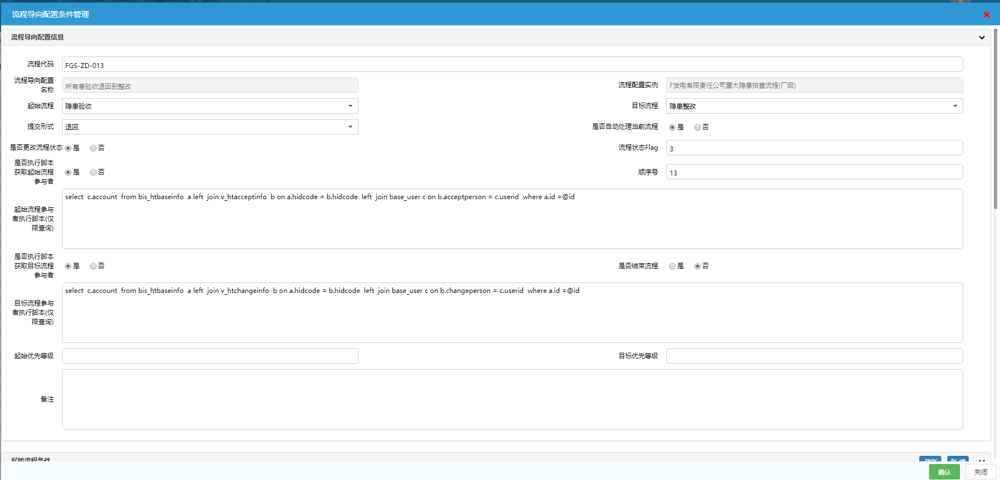 流程导向配置条件管理
流程导向配置信息
流程代码
FGS-ZD-013
流程导向配置
名称
所有患验收退回到整改
流程配置实例
F发电有限责任公司重大隐患排查流程(厂级)
起始流程
隐患验收
目标流程
隐患整改
提交形式
退回
是否自动处理当前流程
是 否
是否更改流程状态
是 否
流程状态Flag
3
是否执行脚本
获取起始流程
参与者
是 否
顺序号
13
起始流程参与
者执行脚本(仅
限查询)
select  c.account  from bis_htbaseinfo  a left  join v_htacceptinfo  b on a.hidcode = b.hidcode  left  join base_user c on b.acceptperson = c.userid  where a.id =@id
是否执行脚本
获取目标流程
参与者
是 否
是否结束流程
是 否
目标流程参与
者执行脚本(仅
限查询)
select  c.account  from bis_htbaseinfo  a left  join v_htchangeinfo  b on a.hidcode = b.hidcode  left  join base_user c on b.changeperson = c.userid  where a.id =@id
起始优先等级
目标优先等级
备注
起始流程条件
刷新 新增
确认 关闭